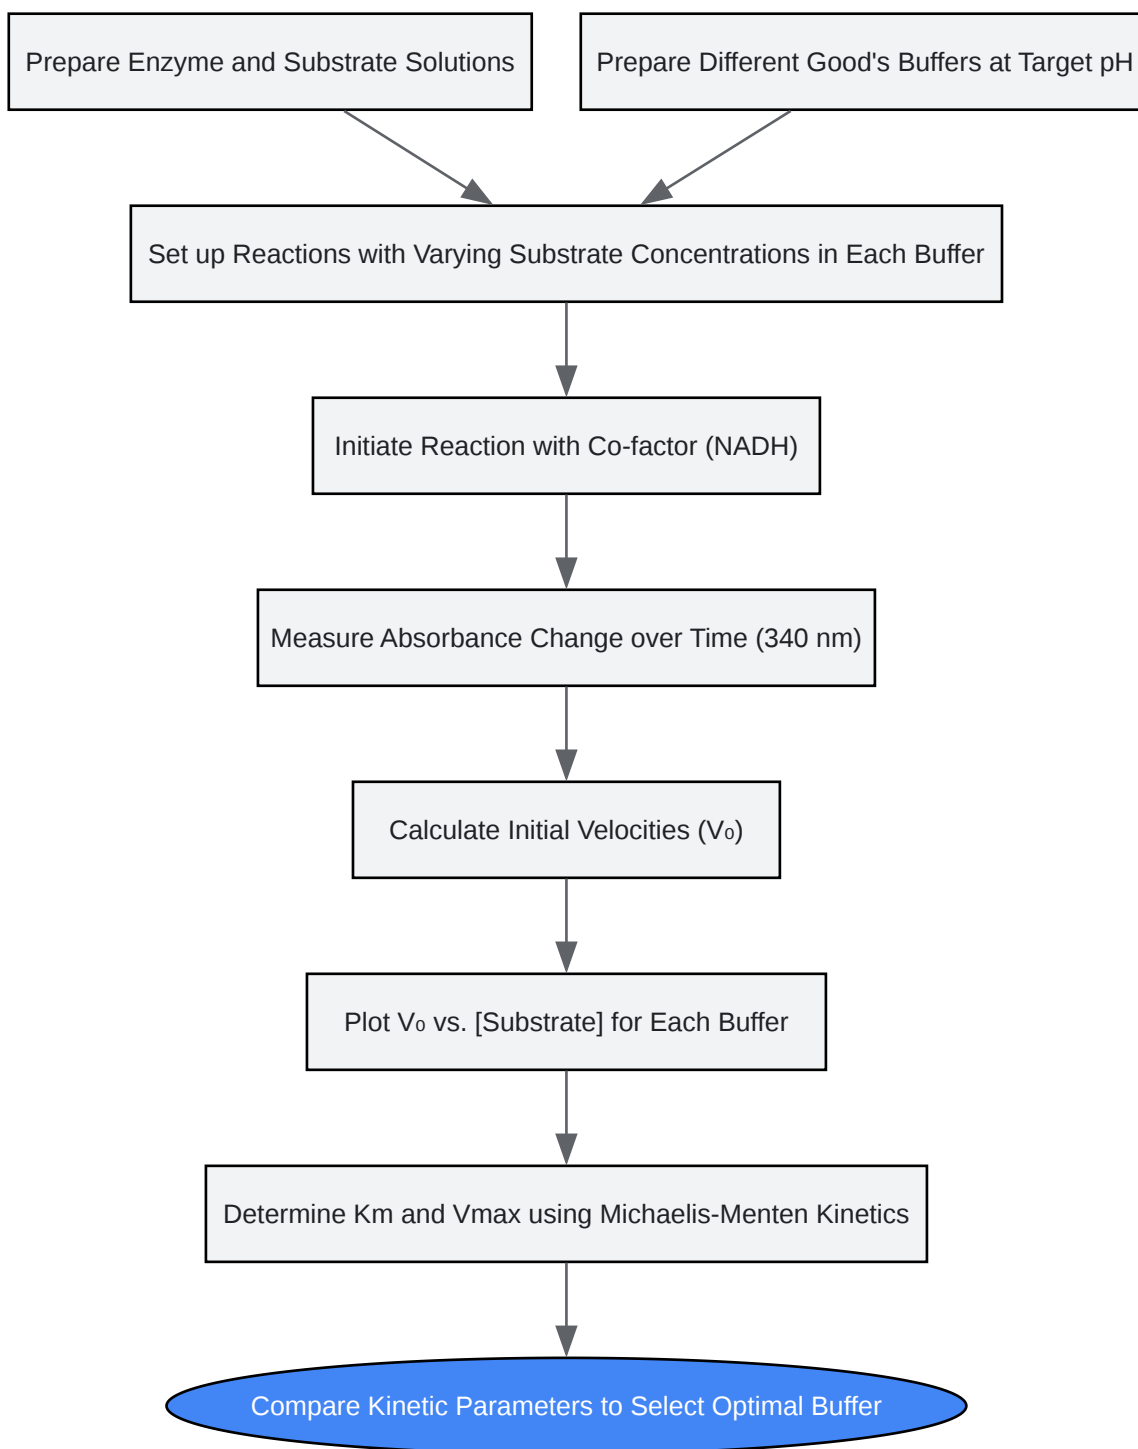 Prepare Enzyme and Substrate Solutions
Prepare Different Good's Buffers at Target pH
Set up Reactions with Varying Substrate Concentrations in Each Buffer
Initiate Reaction with Co-factor (NADH)
Measure Absorbance Change over Time (340 nm)
Calculate Initial Velocities (V₀)
Plot V₀ vs. [Substrate] for Each Buffer
Determine Km and Vmax using Michaelis-Menten Kinetics
Compare Kinetic Parameters to Select Optimal Buffer